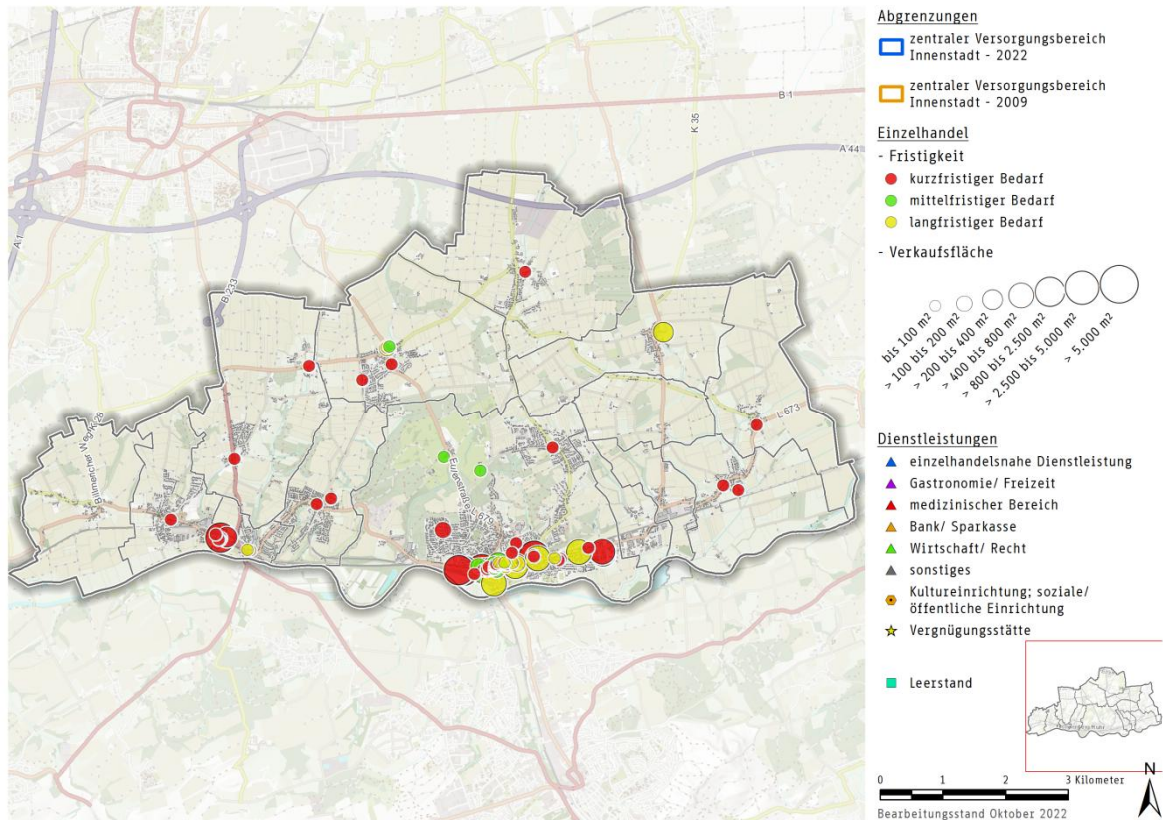 B 1
K 35
A 44
A 1
B 233
L 673
Billmericher Weg K 26
Eulenstraße
L 679
Abgrenzungen
zentraler Versorgungsbereich
Innenstadt - 2022
zentraler Versorgungsbereich
Innenstadt - 2009
Einzelhandel
- Fristigkeit
kurzfristiger Bedarf
mittelfristiger Bedarf
langfristiger Bedarf
- Verkaufsfläche
bis 100 m²
> 100 bis 200 m²
> 200 bis 400 m²
> 400 bis 800 m²
800 bis 2.500 m²
> 2.500 bis 5.000 m²
> 5.000 m²
Dienstleistungen
einzelhandelsnahe Dienstleistung
Gastronomie/ Freizeit
medizinischer Bereich
Bank/ Sparkasse
Wirtschaft/ Recht
sonstiges
Kultureinrichtung; soziale/
öffentliche Einrichtung
Vergnügungsstätte
Leerstand
N
0 1 2 3 Kilometer
Bearbeitungsstand Oktober 2022